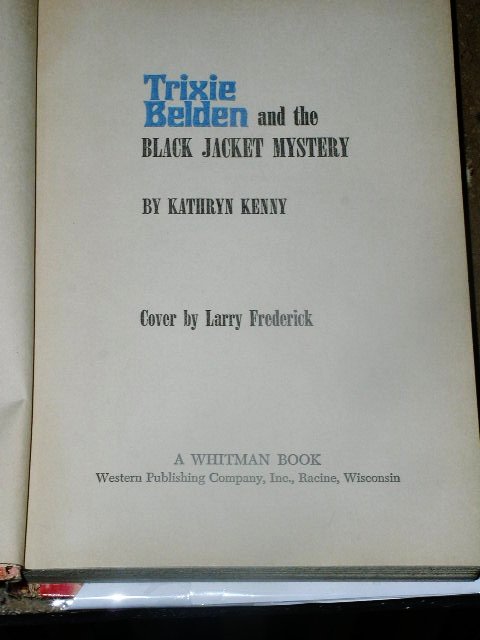 Trixie
Belden and the
BLACK JACKET MYSTERY
BY KATHRYN KENNY
Cover by Larry Frederick
A WHITMAN BOOK
Western Publishing Company, Inc., Racine, Wisconsin